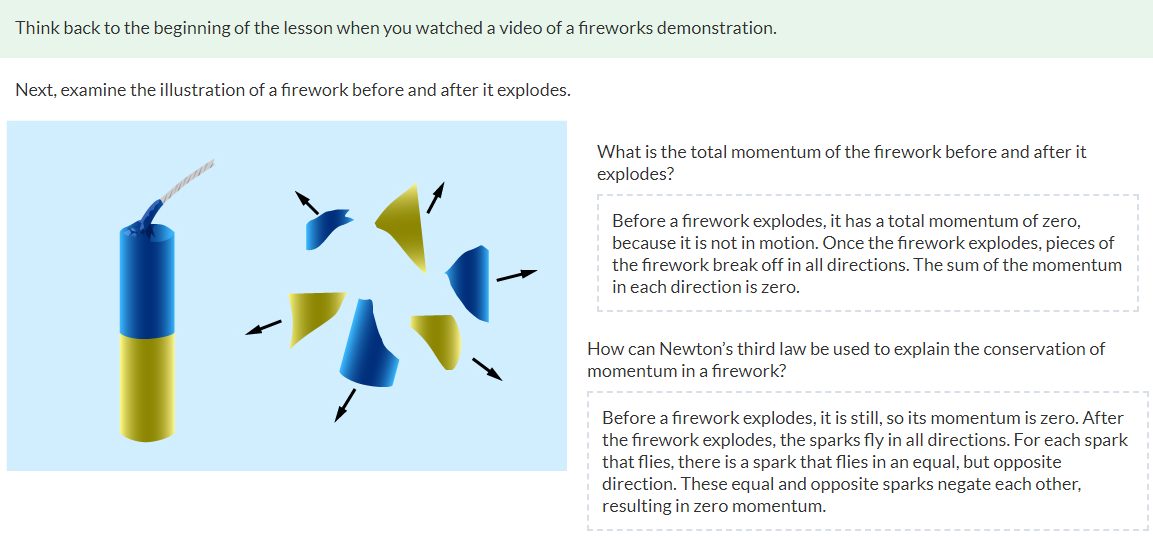 Think back to the beginning of the lesson when you watched a video of a fireworks demonstration.
Next, examine the illustration of a firework before and after it explodes.
What is the total momentum of the firework before and after it
explodes?
Before a firework explodes, it has a total momentum of zero,
because it is not in motion. Once the firework explodes, pieces of
the firework break off in all directions. The sum of the momentum
in each direction is zero.
How can Newton's third law be used to explain the conservation of
momentum in a firework?
Before a firework explodes, it is still, so its momentum is zero. After
the firework explodes, the sparks fly in all directions. For each spark
that flies, there is a spark that flies in an equal, but opposite
direction. These equal and opposite sparks negate each other,
resulting in zero momentum.